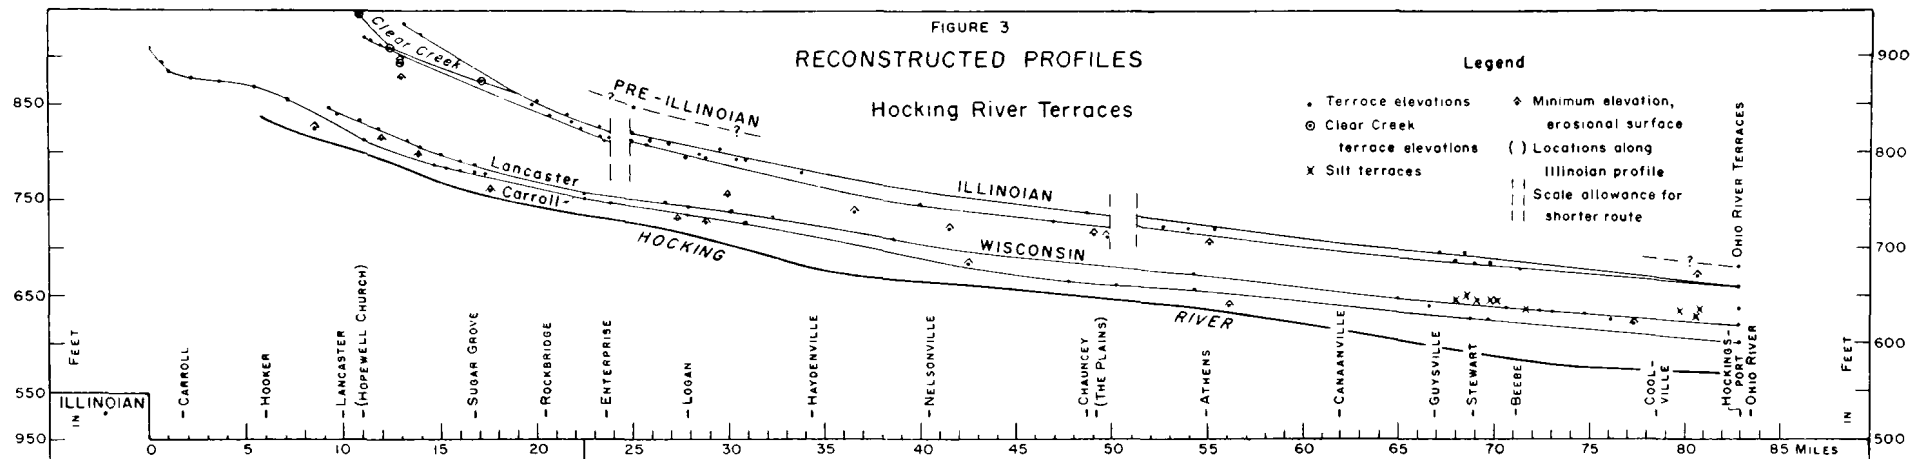 FIGURE 3
RECONSTRUCTED PROFILES
Hocking River Terraces
Legend
Terrace elevations
Clear Creek
terrace elevations
Silt terraces
Minimum elevation,
erosional surface
( ) Locations along
Illinoian profile
Scale allowance for
shorter route
Clear Creek
? PRE-ILLINOIAN ?
ILLINOIAN
Lancaster
Carroll
WISCONSIN
HOCKING
RIVER
?
OHIO RIVER TERRACES
850
750
650
550
950
IN FEET
ILLINOIAN
900
800
700
600
500
IN FEET
CARROLL
HOOKER
LANCASTER
(HOPEWELL CHURCH)
SUGAR GROVE
ROCKBRIDGE
ENTERPRISE
LOGAN
HAYDENVILLE
NELSONVILLE
CHAUNCEY
(THE PLAINS)
ATHENS
CANAANVILLE
GUYSVILLE
STEWART
BEEBE
COOL-
VILLE
HOCKINGS-
PORT
OHIO RIVER
0 5 10 15 20 25 30 35 40 45 50 55 60 65 70 75 80 85 MILES